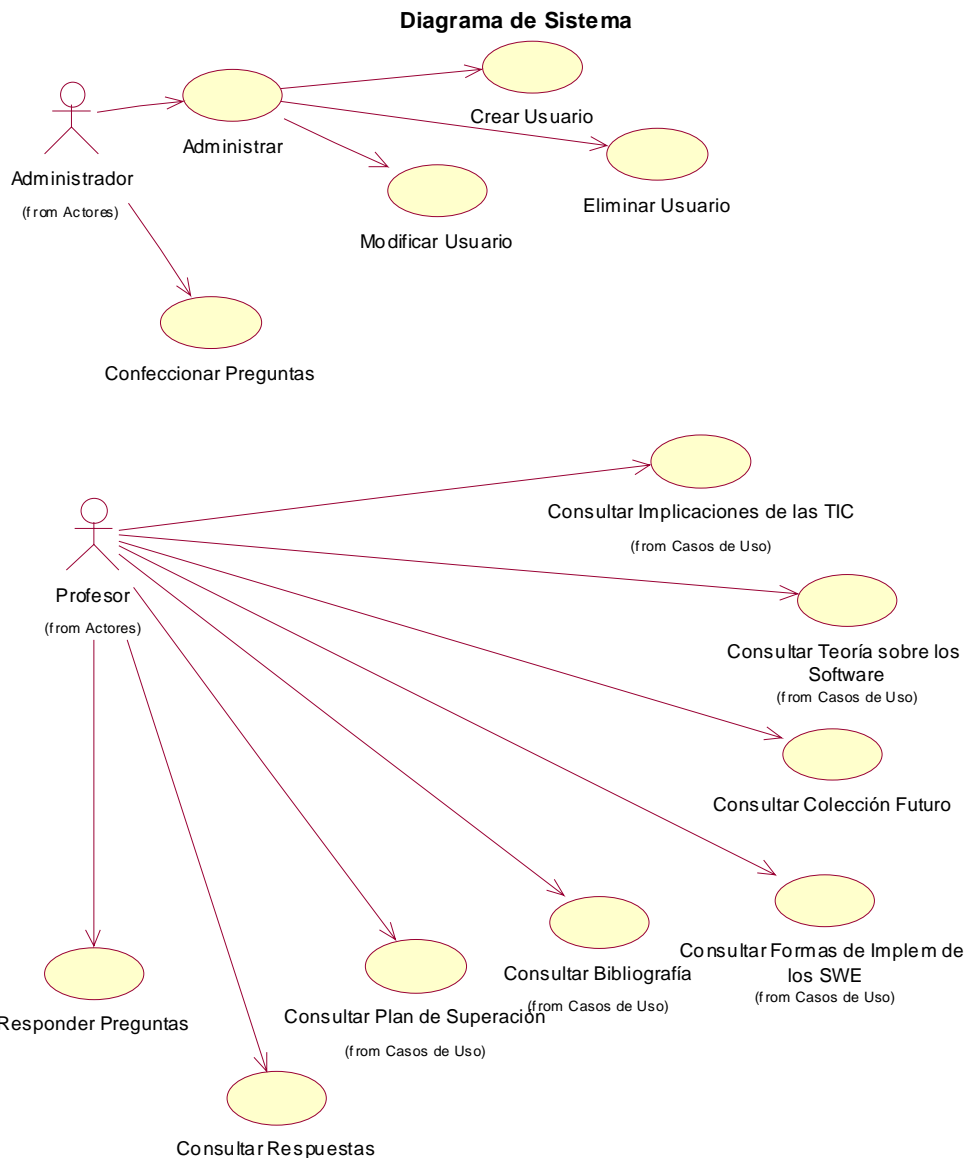 Diagrama de Sistema
Crear Usuario
Administrar
Administrador
(from Actores)
Eliminar Usuario
Modificar Usuario
Confeccionar Preguntas
Consultar Implicaciones de las TIC
(from Casos de Uso)
Profesor
(from Actores)
Consultar Teoría sobre los
Software
(from Casos de Uso)
Consultar Colección Futuro
Consultar Formas de Implem de
los SWE
(from Casos de Uso)
Consultar Bibliografía
(from Casos de Uso)
Consultar Plan de Superación
(from Casos de Uso)
Responder Preguntas
Consultar Respuestas